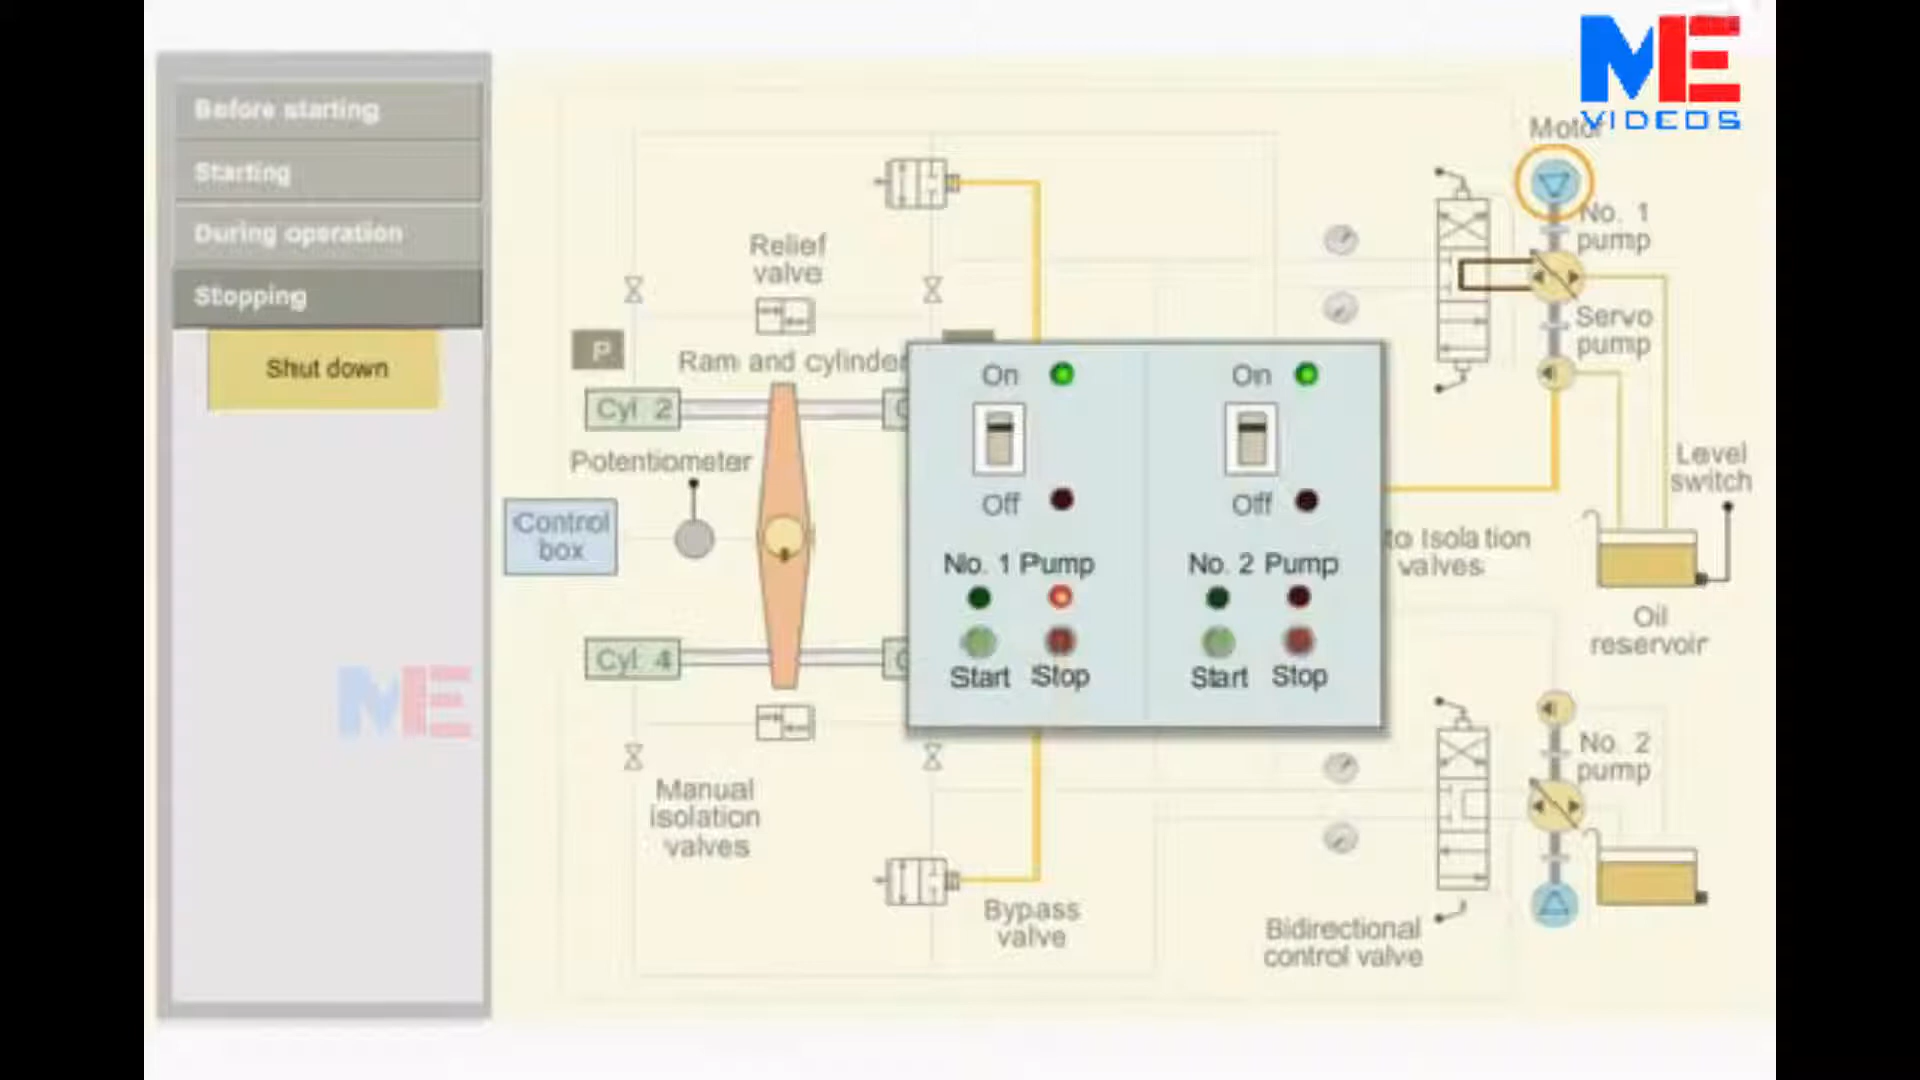 ME
VIDEOS
Before starting
Starting
During operation
Stopping
Shut down
ME
Motor
No. 1
pump
Servo
pump
Relief
valve
P
Ram and cylinder
Cyl. 2
Potentiometer
Control
box
Cyl. 4
Manual
isolation
valves
Bypass
valve
On
On
Off
Off
No. 1 Pump
No. 2 Pump
Start
Stop
Start
Stop
Level
switch
Isolation
valves
Oil
reservoir
No. 2
pump
Bidirectional
control valve